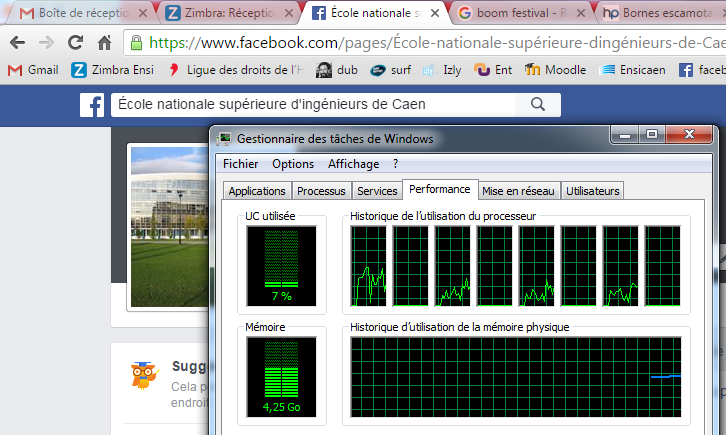 Boîte de réceptio
Zimbra: Réception
École nationale su
boom festival - R
Bornes escamota
https://www.facebook.com/pages/École-nationale-supérieure-dingénieurs-de-Cae
Gmail
Zimbra Ensi
Ligue des droits de l'H
dub
surf
Izly
Ent
Moodle
Ensicaen
faceb
École nationale supérieure d'ingénieurs de Caen
Gestionnaire des tâches de Windows
Fichier Options Affichage ?
Applications Processus Services Performance Mise en réseau Utilisateurs
UC utilisée
Historique de l'utilisation du processeur
7 %
Mémoire
Historique d'utilisation de la mémoire physique
4,25 Go
Sugg
Cela p
endroit